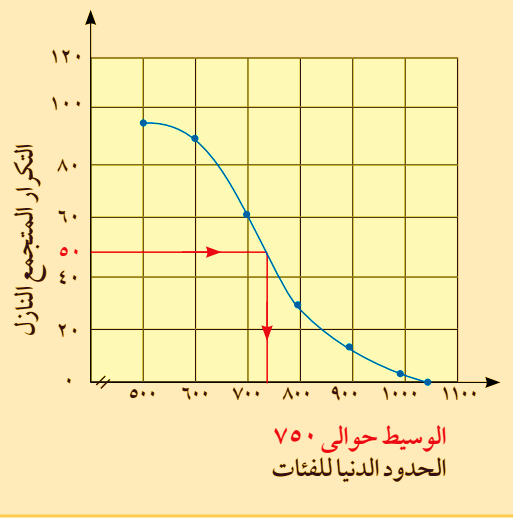 ١٢٠
١٠٠
٨٠
٦٠
٥٠
٤٠
٢٠
٠
التكرار المتجمع النازل
٥٠٠ ٦٠٠ ٧٠٠ ٨٠٠ ٩٠٠ ١٠٠٠ ١١٠٠
الوسيط حوالى ٧٥٠
الحدود الدنيا للفئات